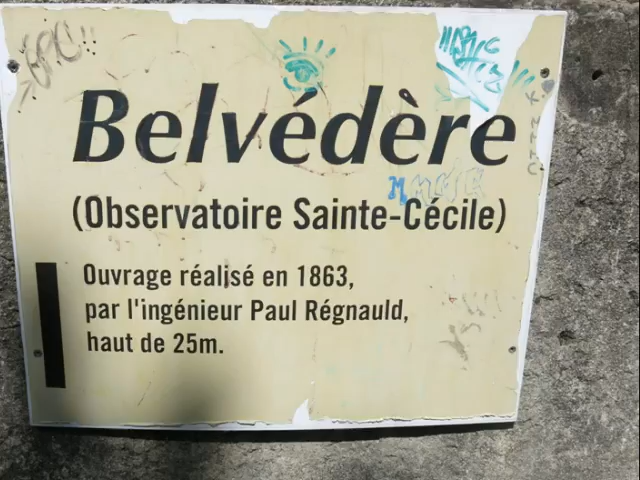 Belvédère
(Observatoire Sainte-Cécile)
Ouvrage réalisé en 1863,
par l'ingénieur Paul Régnauld,
haut de 25m.